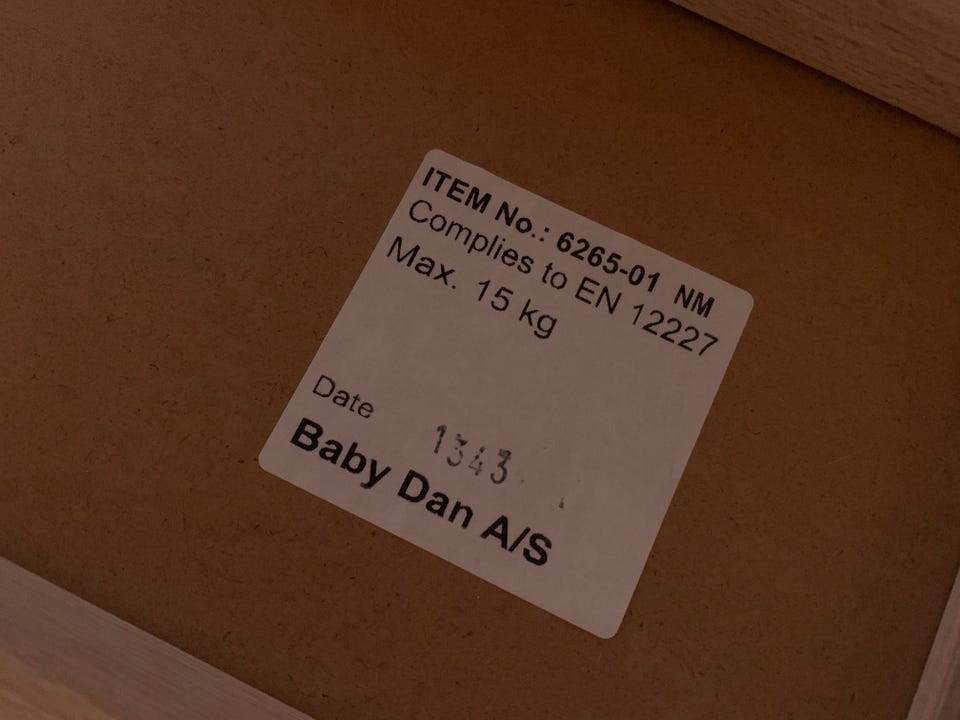 ITEM No.: 6265-01 NM
Complies to EN 12227
Max. 15 kg
Date 1343
Baby Dan A/S